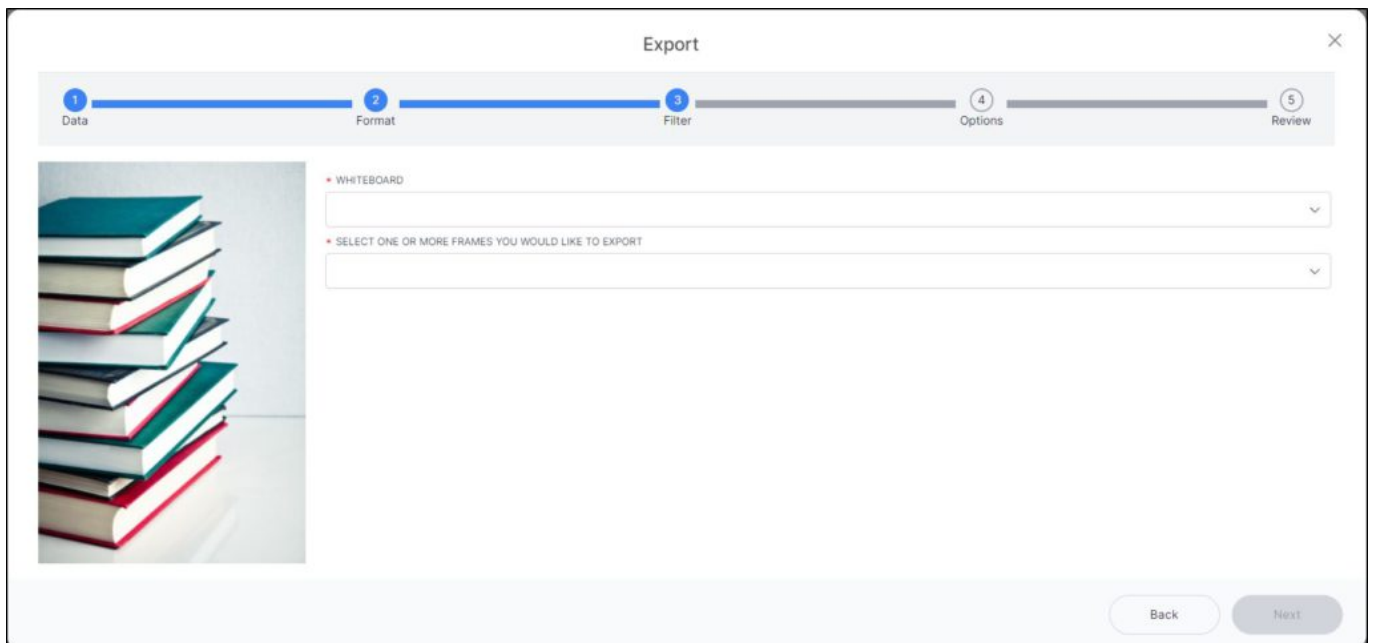 Export
1
2
3
4
5
Data
Format
Filter
Options
Review
* WHITEBOARD
* SELECT ONE OR MORE FRAMES YOU WOULD LIKE TO EXPORT
Back
Next